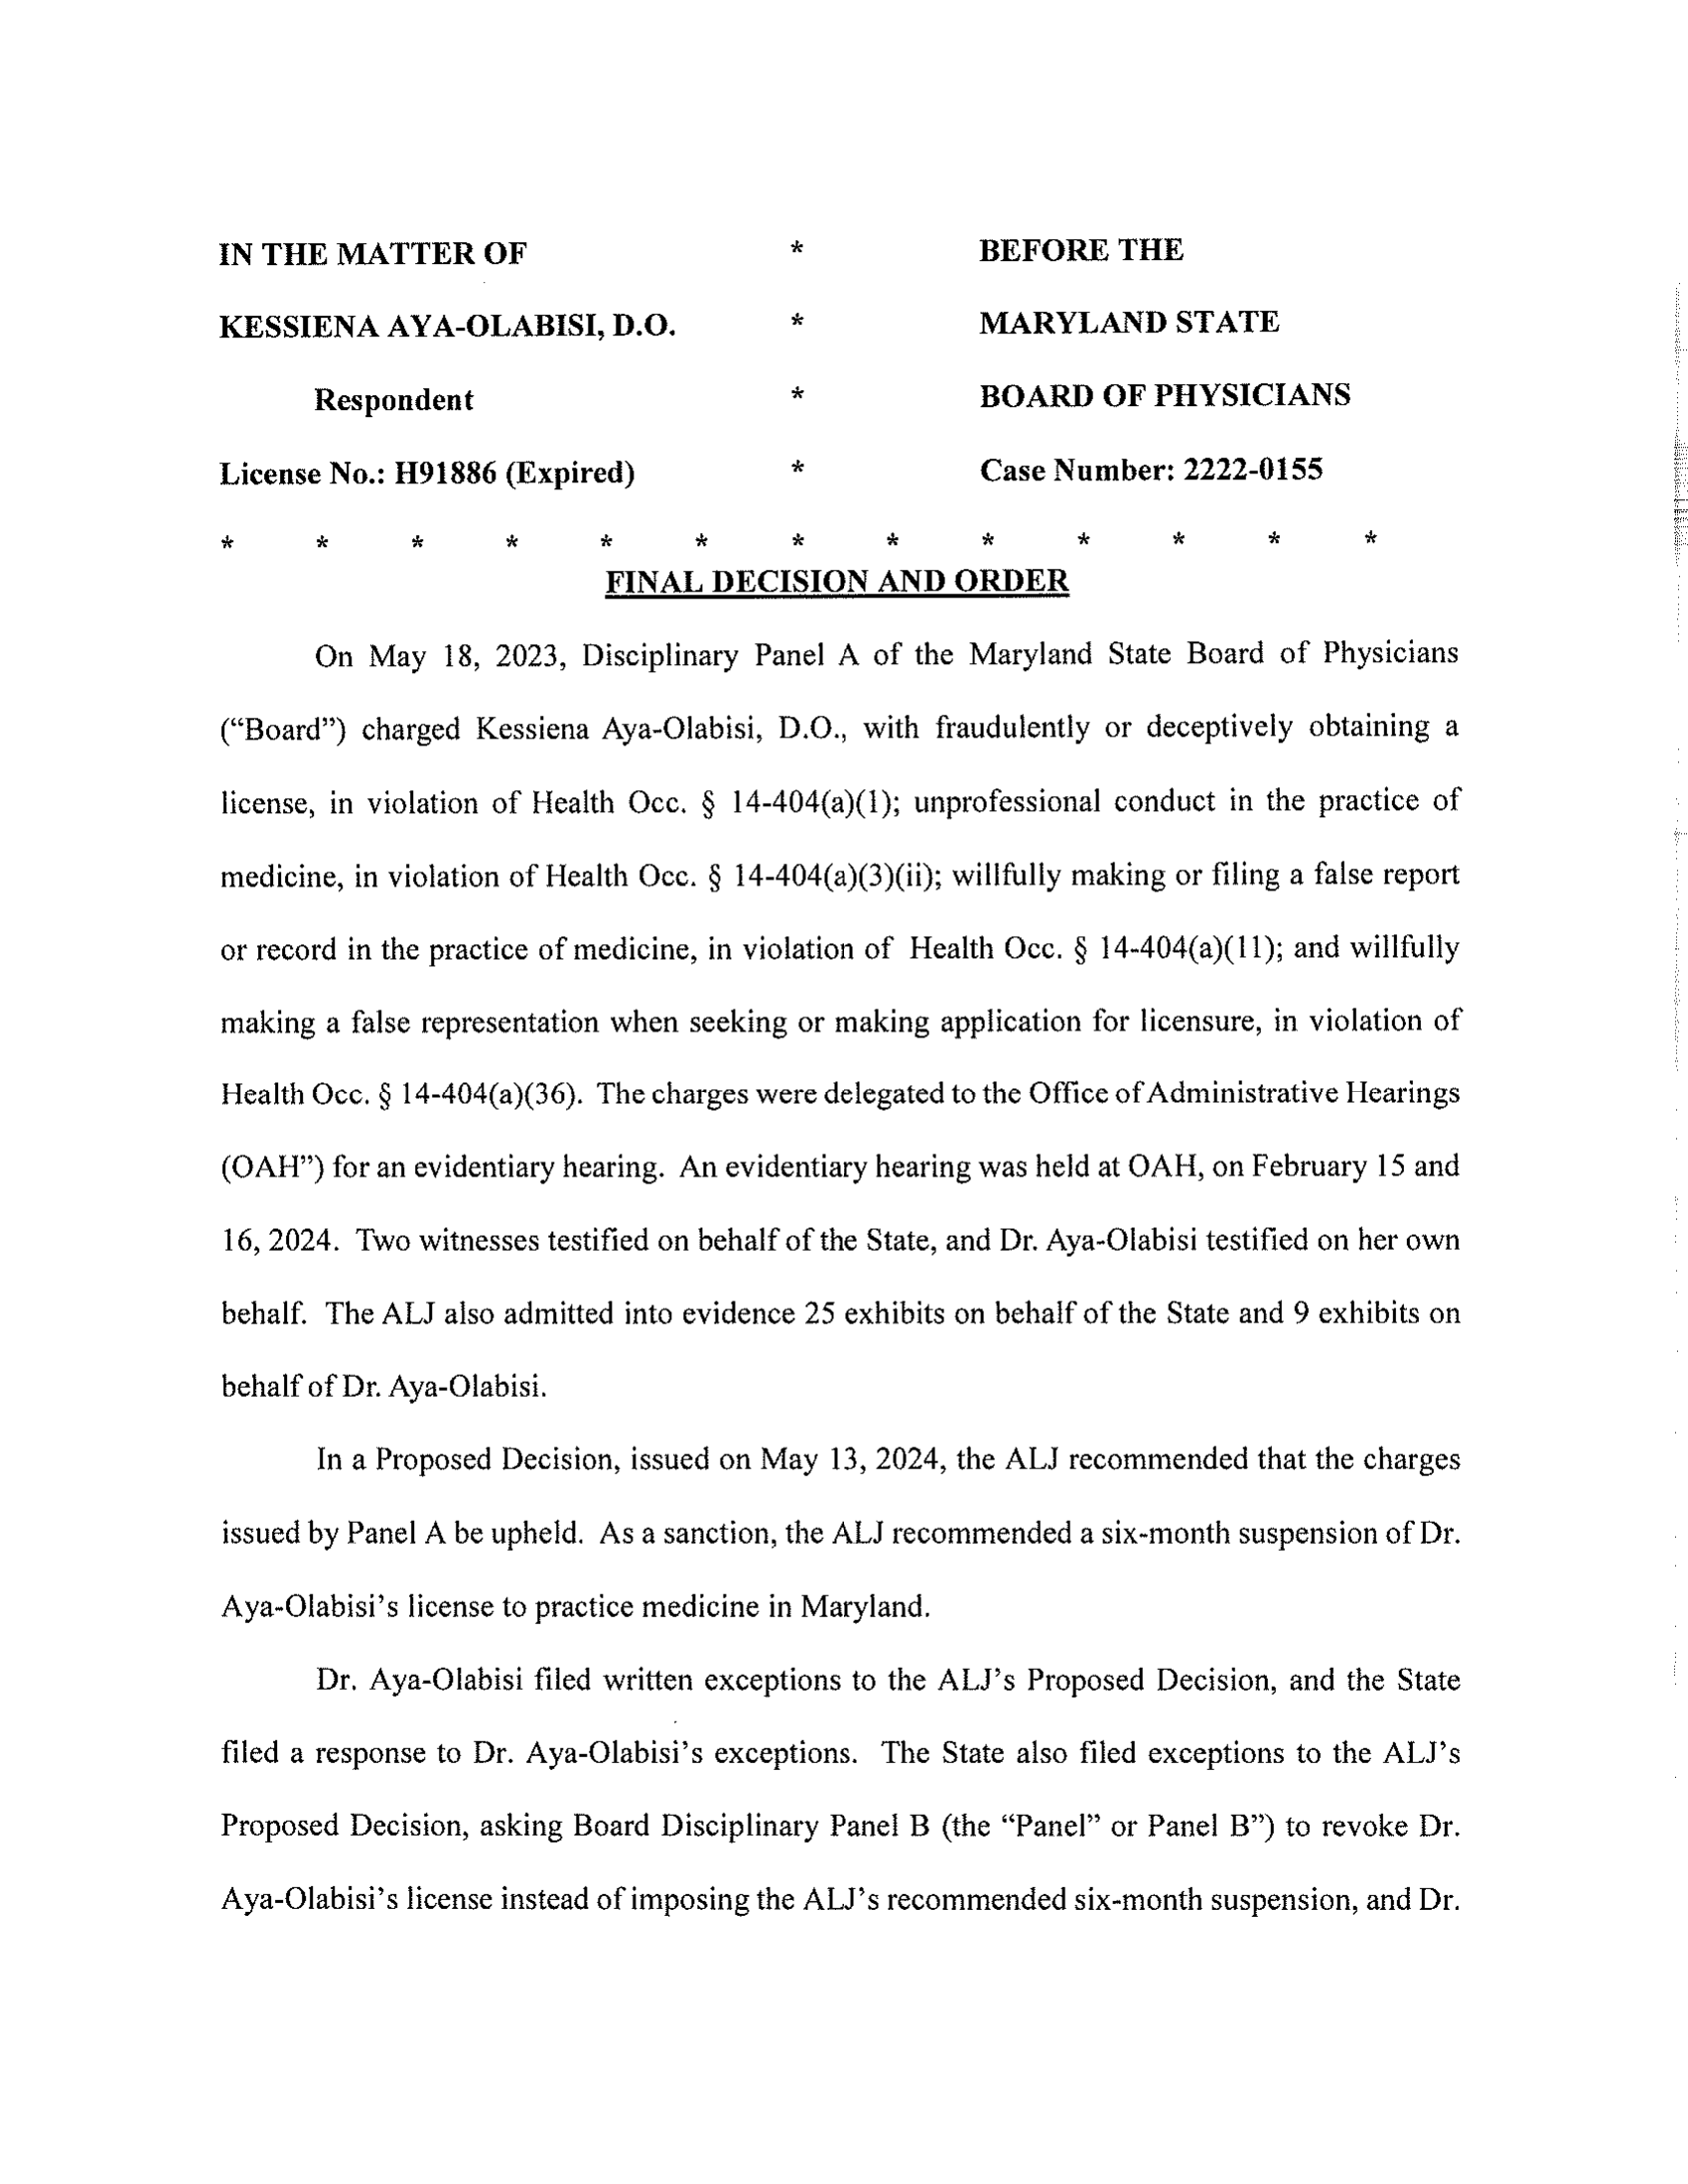 IN THE MATTER OF * BEFORE THE
KESSIENA AYA-OLABISI, D.O. * MARYLAND STATE
Respondent * BOARD OF PHYSICIANS
License No.: H91886 (Expired) * Case Number: 2222-0155
* * * * * * * * * * * * *
FINAL DECISION AND ORDER
On May 18, 2023, Disciplinary Panel A of the Maryland State Board of Physicians
(“Board”) charged Kessiena Aya-Olabisi, D.O., with fraudulently or deceptively obtaining a
license, in violation of Health Occ. § 14-404(a)(1); unprofessional conduct in the practice of
medicine, in violation of Health Occ. § 14-404(a)(3)(ii); willfully making or filing a false report
or record in the practice of medicine, in violation of Health Occ. § 14-404(a)(11); and willfully
making a false representation when seeking or making application for licensure, in violation of
Health Occ. § 14-404(a)(36). The charges were delegated to the Office of Administrative Hearings
(OAH”) for an evidentiary hearing. An evidentiary hearing was held at OAH, on February 15 and
16, 2024. Two witnesses testified on behalf of the State, and Dr. Aya-Olabisi testified on her own
behalf. The ALJ also admitted into evidence 25 exhibits on behalf of the State and 9 exhibits on
behalf of Dr. Aya-Olabisi.
In a Proposed Decision, issued on May 13, 2024, the ALJ recommended that the charges
issued by Panel A be upheld. As a sanction, the ALJ recommended a six-month suspension of Dr.
Aya-Olabisi’s license to practice medicine in Maryland.
Dr. Aya-Olabisi filed written exceptions to the ALJ’s Proposed Decision, and the State
filed a response to Dr. Aya-Olabisi’s exceptions. The State also filed exceptions to the ALJ’s
Proposed Decision, asking Board Disciplinary Panel B (the “Panel” or Panel B”) to revoke Dr.
Aya-Olabisi’s license instead of imposing the ALJ’s recommended six-month suspension, and Dr.